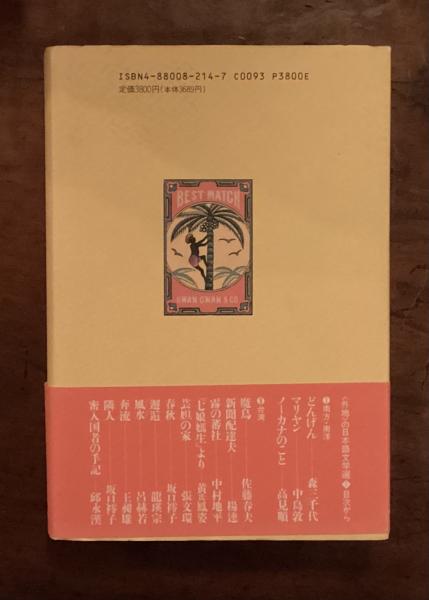 ISBN4-88008-214-7 C0093 P3800E
定価3800円(本体3689円)
BEST MATCH
GWAN GWAN & CO
〈外地〉の日本語文学選❶目次から
❶南方・南洋
どんげん 森三千代
マリヤン 中島敦
ノーカナのこと 高見順
❷台湾
魔鳥 佐藤春夫
新聞配達夫 楊逵
霧の蕃社 中村地平
『七娘媽生』より 黄氏鳳姿
芸妲の家 張文環
春秋 坂口䙥子
邂逅 龍瑛宗
風水 呂赫若
奔流 王昶雄
隣人 坂口䙥子
密入国者の手記 邱永漢